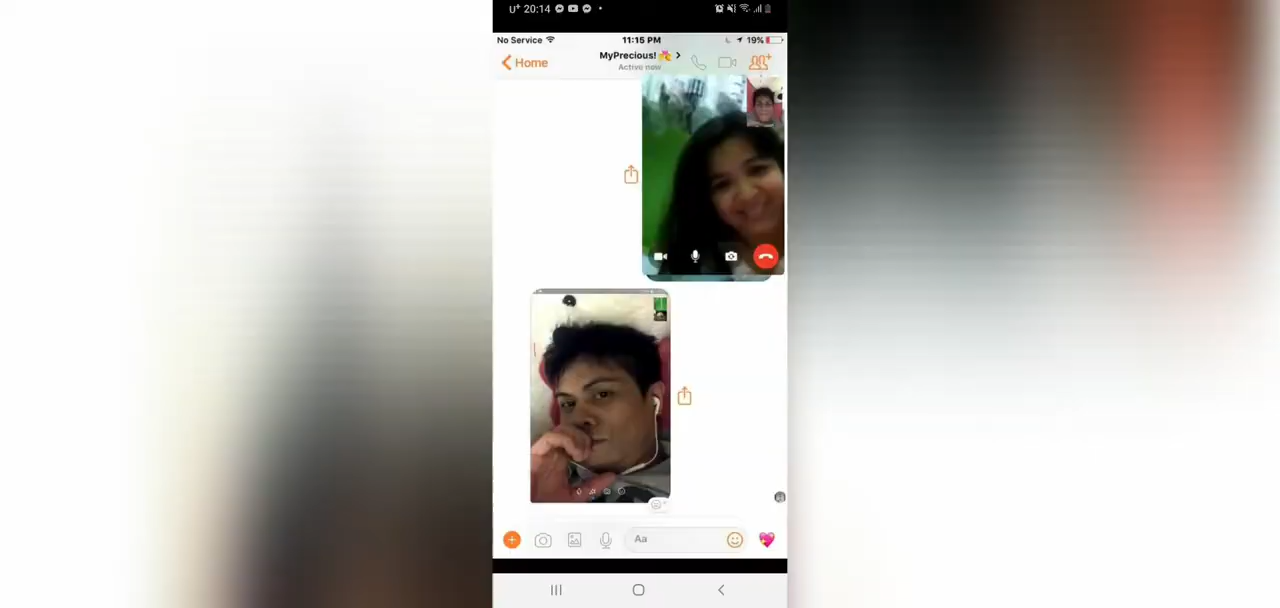 U+ 20:14
No Service 11:15 PM 19%
MyPrecious! 💝 >
Active now
Home
Aa